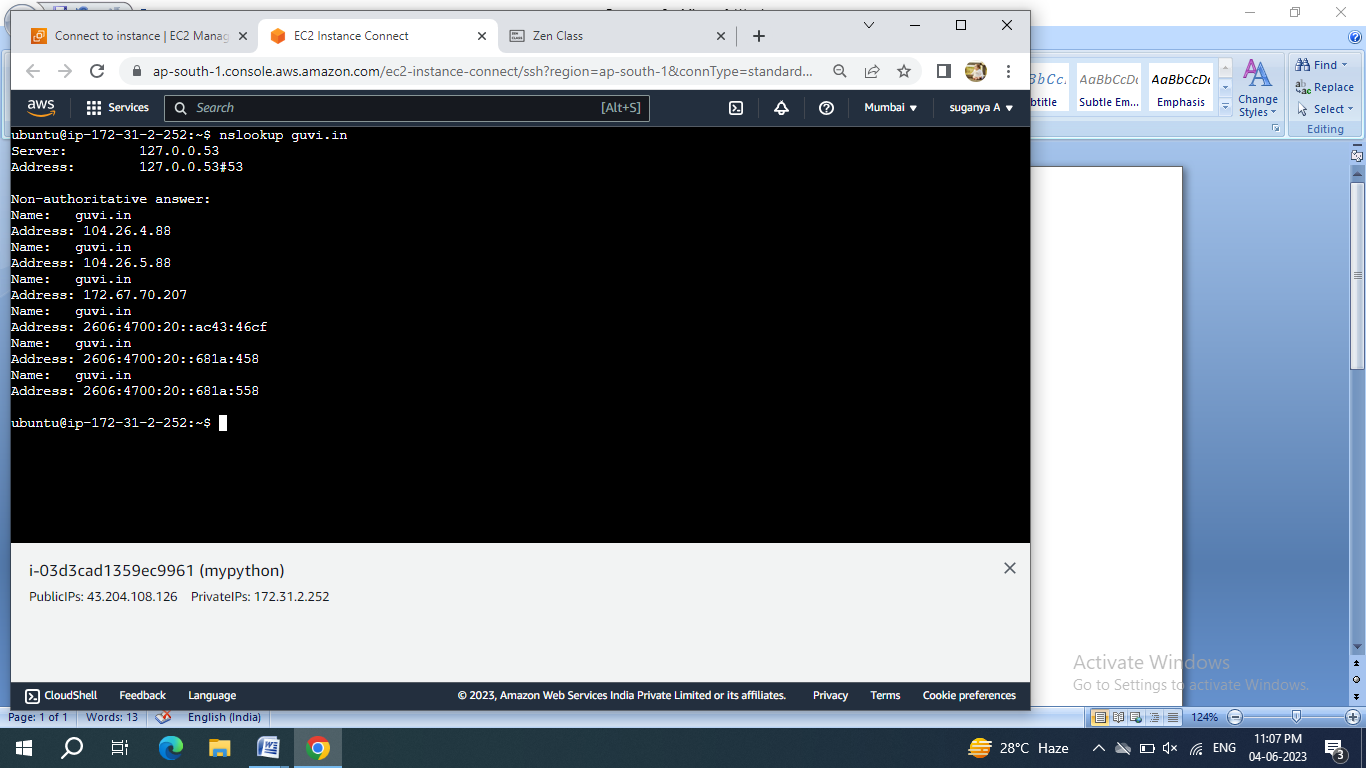 Connect to instance | EC2 Manag
EC2 Instance Connect
Zen Class
ap-south-1.console.aws.amazon.com/ec2-instance-connect/ssh?region=ap-south-1&connType=standard...
aws
Services
Search
[Alt+S]
Mumbai
suganya A
ubuntu@ip-172-31-2-252:~$ nslookup guvi.in
Server: 127.0.0.53
Address: 127.0.0.53#53
Non-authoritative answer:
Name: guvi.in
Address: 104.26.4.88
Name: guvi.in
Address: 104.26.5.88
Name: guvi.in
Address: 172.67.70.207
Name: guvi.in
Address: 2606:4700:20::ac43:46cf
Name: guvi.in
Address: 2606:4700:20::681a:458
Name: guvi.in
Address: 2606:4700:20::681a:558
ubuntu@ip-172-31-2-252:~$
i-03d3cad1359ec9961 (mypython)
PublicIPs: 43.204.108.126 PrivateIPs: 172.31.2.252
CloudShell
Feedback
Language
© 2023, Amazon Web Services India Private Limited or its affiliates.
Privacy
Terms
Cookie preferences
AaBbCcDc
AaBbCcDc
btitle
Subtle Em...
Emphasis
Change
Styles
Find
Replace
Select
Editing
Activate Windows
Go to Settings to activate Windows.
Page: 1 of 1
Words: 13
English (India)
124%
28°C Haze
ENG
11:07 PM
04-06-2023
3